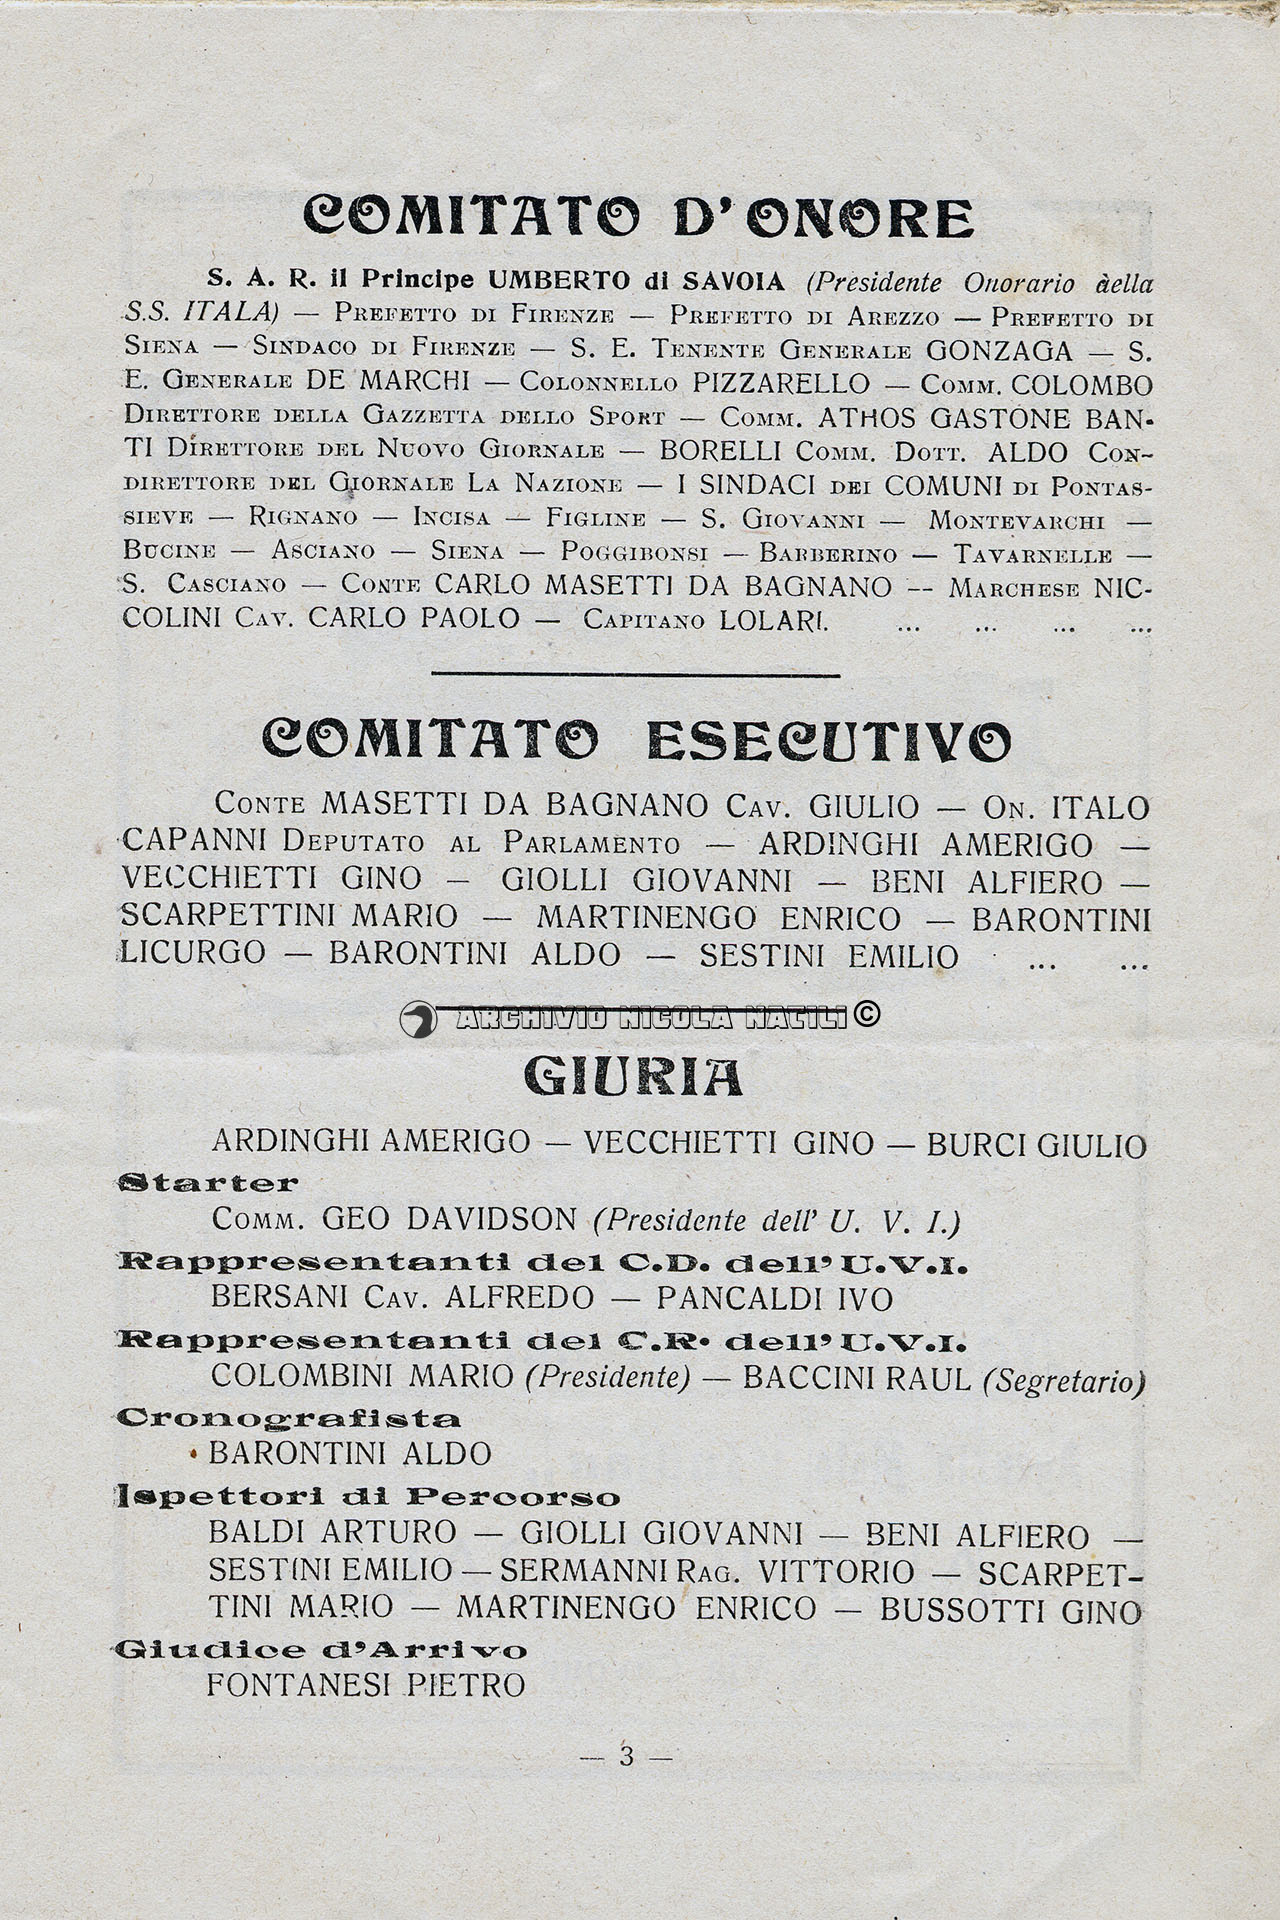 COMITATO D'ONORE
S. A. R. il Principe UMBERTO di SAVOIA (Presidente Onorario della
S.S. ITALA) — PREFETTO DI FIRENZE — PREFETTO DI AREZZO — PREFETTO DI
SIENA — SINDACO DI FIRENZE — S. E. TENENTE GENERALE GONZAGA — S.
E. GENERALE DE MARCHI — COLONNELLO PIZZARELLO — COMM. COLOMBO
DIRETTORE DELLA GAZZETTA DELLO SPORT — COMM. ATHOS GASTONE BAN-
TI DIRETTORE DEL NUOVO GIORNALE — BORELLI COMM. DOTT. ALDO CON-
DIRETTORE DEL GIORNALE LA NAZIONE — I SINDACI DEI COMUNI DI PONTAS-
SIEVE — RIGNANO — INCISA — FIGLINE — S. GIOVANNI — MONTEVARCHI —
BUCINE — ASCIANO — SIENA — POGGIBONSI — BARBERINO — TAVARNELLE —
S. CASCIANO — CONTE CARLO MASETTI DA BAGNANO -- MARCHESE NIC-
COLINI CAV. CARLO PAOLO — CAPITANO LOLARI. ... ... ... ...
COMITATO ESECUTIVO
CONTE MASETTI DA BAGNANO CAV. GIULIO — ON. ITALO
CAPANNI DEPUTATO AL PARLAMENTO — ARDINGHI AMERIGO —
VECCHIETTI GINO — GIOLLI GIOVANNI — BENI ALFIERO —
SCARPETTINI MARIO — MARTINENGO ENRICO — BARONTINI
LICURGO — BARONTINI ALDO — SESTINI EMILIO ... ...
ARCHIVIO NICOLA NATILI ©
GIURIA
ARDINGHI AMERIGO — VECCHIETTI GINO — BURCI GIULIO
Starter
COMM. GEO DAVIDSON (Presidente dell' U. V. I.)
Rappresentanti del C.D. dell'U.V.I.
BERSANI CAV. ALFREDO — PANCALDI IVO
Rappresentanti del C.R. dell'U.V.I.
COLOMBINI MARIO (Presidente) — BACCINI RAUL (Segretario)
Cronografista
BARONTINI ALDO
Ispettori di Percorso
BALDI ARTURO — GIOLLI GIOVANNI — BENI ALFIERO —
SESTINI EMILIO — SERMANNI RAG. VITTORIO — SCARPET-
TINI MARIO — MARTINENGO ENRICO — BUSSOTTI GINO
Giudice d'Arrivo
FONTANESI PIETRO
— 3 —